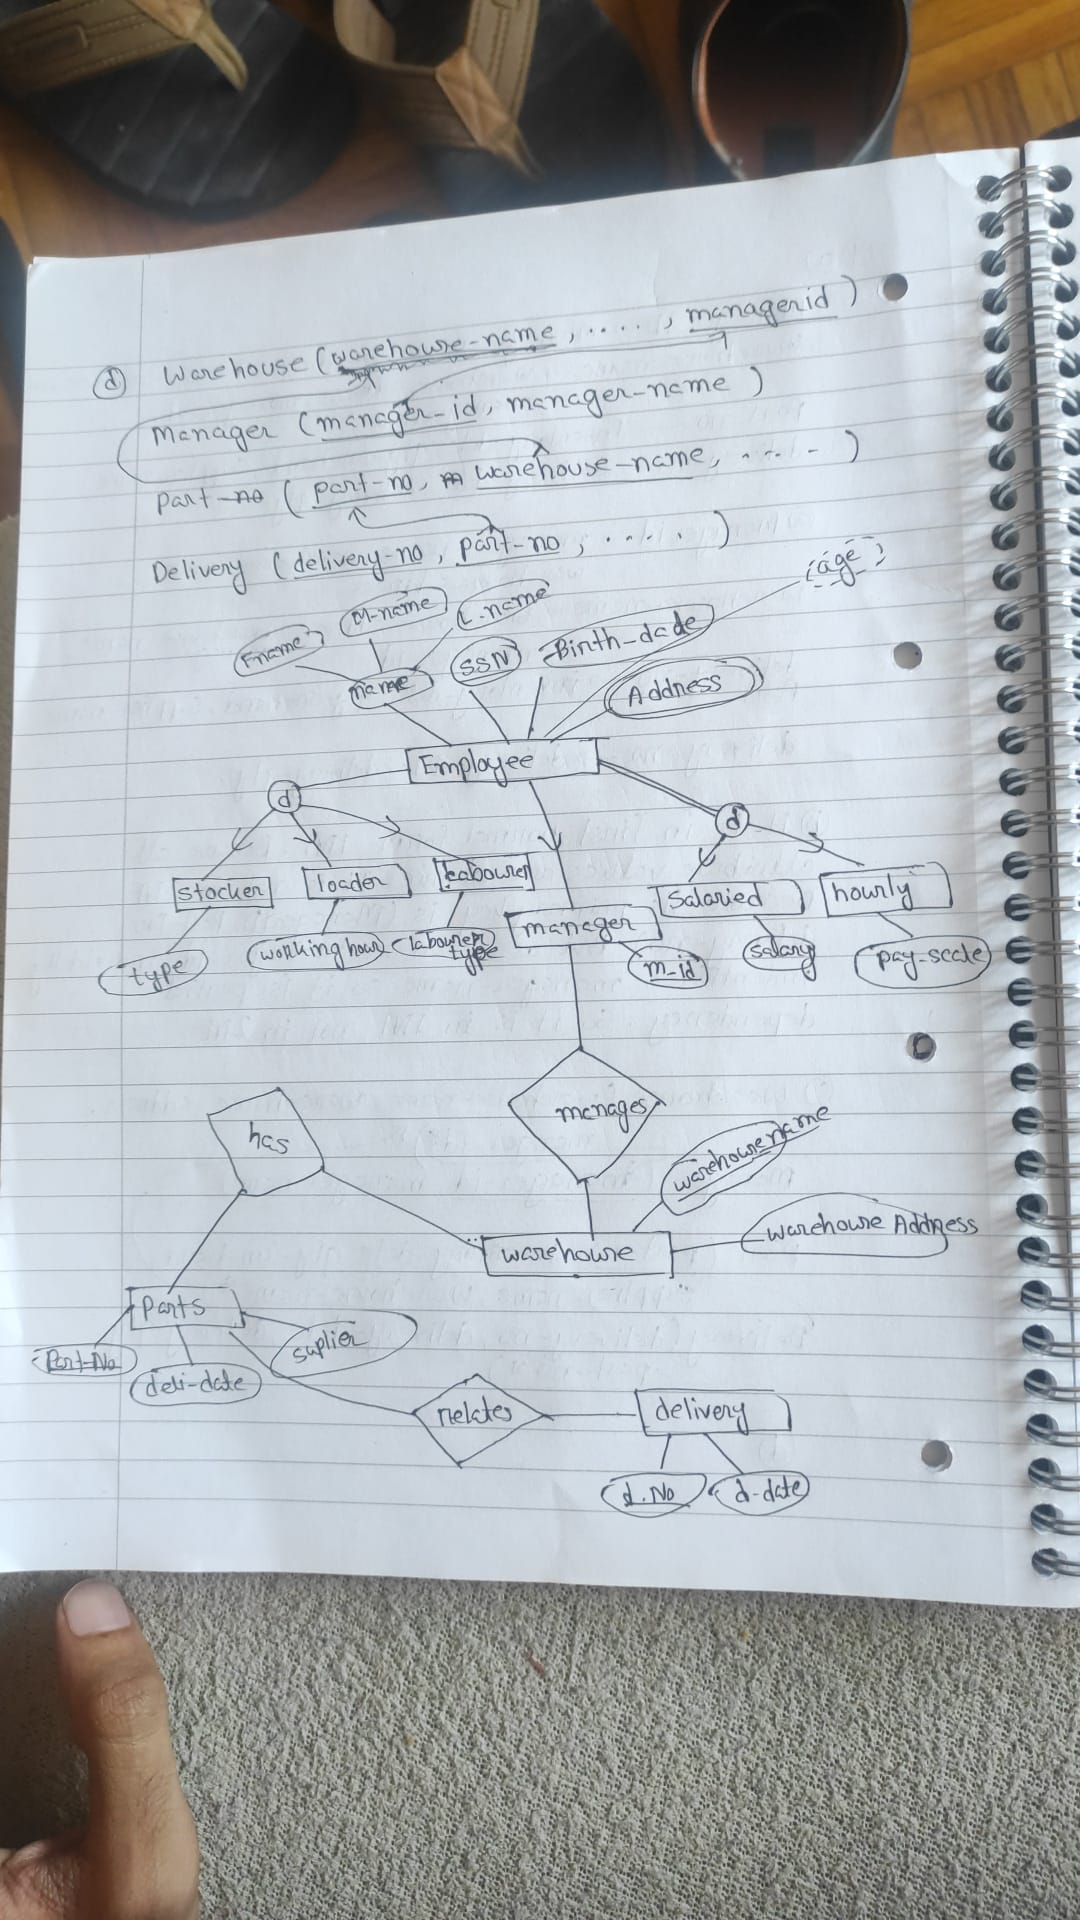 d Warehouse (warehouse-name, ...., managerid)
Manager (manager-id, manager-name)
Part-no (part-no, warehouse-name, ....)
Delivery (delivery-no, part-no, ....)
age
Fname M-name L.name
name SSN Birth-date
Address
Employee
d d
stocker loader labourer Salaried hourly
manager
type working hour labourer type m-id salary pay-scale
manages
has
warehouse name
warehouse Address
warehouse
Parts
Part-No deli-date suplier
relates delivery
d.No d-date